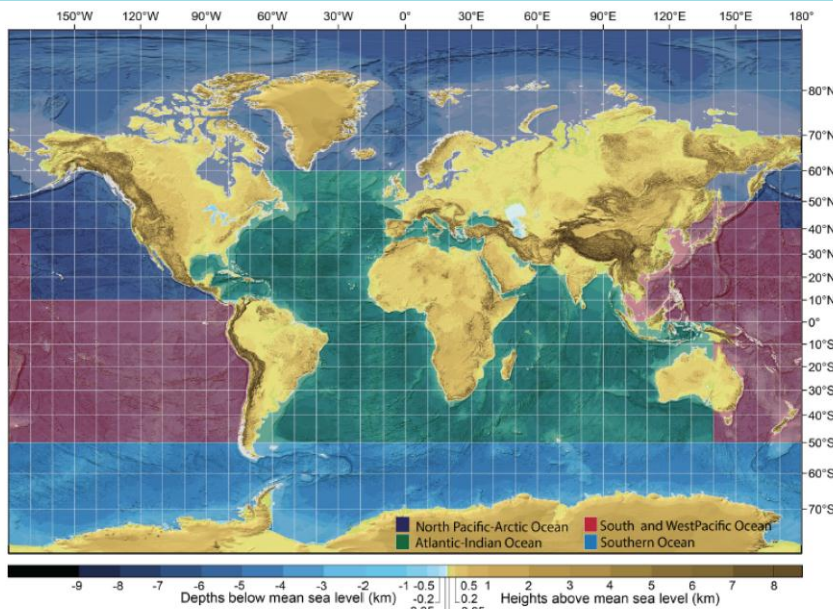 150°W 120°W 90°W 60°W 30°W 0° 30°E 60°E 90°E 120°E 150°E 180°
80°N
70°N
60°N
50°N
40°N
30°N
20°N
10°N
0°
-10°S
20°S
30°S
40°S
50°S
60°S
70°S
North Pacific-Arctic Ocean South and WestPacific Ocean
Atlantic-Indian Ocean Southern Ocean
-9 -8 -7 -6 -5 -4 -3 -2 -1 -0.5 0.5 1 2 3 4 5 6 7 8
Depths below mean sea level (km) -0.2 0.2 Heights above mean sea level (km)